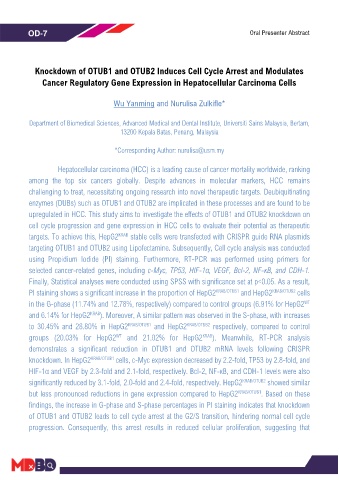 OD-7
Oral Presenter Abstract
Knockdown of OTUB1 and OTUB2 Induces Cell Cycle Arrest and Modulates
Cancer Regulatory Gene Expression in Hepatocellular Carcinoma Cells
Wu Yanming and Nurulisa Zulkifle*
Department of Biomedical Sciences, Advanced Medical and Dental Institute, Universiti Sains Malaysia, Bertam,
13200 Kepala Batas, Penang, Malaysia
*Corresponding Author: nurulisa@usm.my
Hepatocellular carcinoma (HCC) is a leading cause of cancer mortality worldwide, ranking
among the top six cancers globally. Despite advances in molecular markers, HCC remains
challenging to treat, necessitating ongoing research into novel therapeutic targets. Deubiquitinating
enzymes (DUBs) such as OTUB1 and OTUB2 are implicated in these processes and are found to be
upregulated in HCC. This study aims to investigate the effects of OTUB1 and OTUB2 knockdown on
cell cycle progression and gene expression in HCC cells to evaluate their potential as therapeutic
targets. To achieve this, HepG2 stable cells were transfected with CRISPR guide RNA plasmids
targeting OTUB1 and OTUB2 using Lipofectamine. Subsequently, Cell cycle analysis was conducted
using Propidium Iodide (PI) staining. Furthermore, RT-PCR was performed using primers for
selected cancer-related genes, including c-Myc, TP53, HIF-1α, VEGF, Bcl-2, NF-κB, and CDH-1.
Finally, Statistical analyses were conducted using SPSS with significance set at p<0.05. As a result,
PI staining shows a significant increase in the proportion of HepG2 and HepG2 cells
in the G-phase (11.74% and 12.78%, respectively) compared to control groups (6.91% for HepG2
and 6.14% for HepG2). Moreover, A similar pattern was observed in the S-phase, with increases
to 30.45% and 28.80% in HepG2 and HepG2 respectively, compared to control
groups (20.03% for HepG2 and 21.02% for HepG2). Meanwhile, RT-PCR analysis
demonstrates a significant reduction in OTUB1 and OTUB2 mRNA levels following CRISPR
knockdown. In HepG2 cells, c-Myc expression decreased by 2.2-fold, TP53 by 2.8-fold, and
HIF-1α and VEGF by 2.3-fold and 2.1-fold, respectively. Bcl-2, NF-κB, and CDH-1 levels were also
significantly reduced by 3.1-fold, 2.0-fold and 2.4-fold, respectively. HepG2 showed similar
but less pronounced reductions in gene expression compared to HepG2. Based on these
findings, the increase in G-phase and S-phase percentages in PI staining indicates that knockdown
of OTUB1 and OTUB2 leads to cell cycle arrest at the G2/S transition, hindering normal cell cycle
progression. Consequently, this arrest results in reduced cellular proliferation, suggesting that